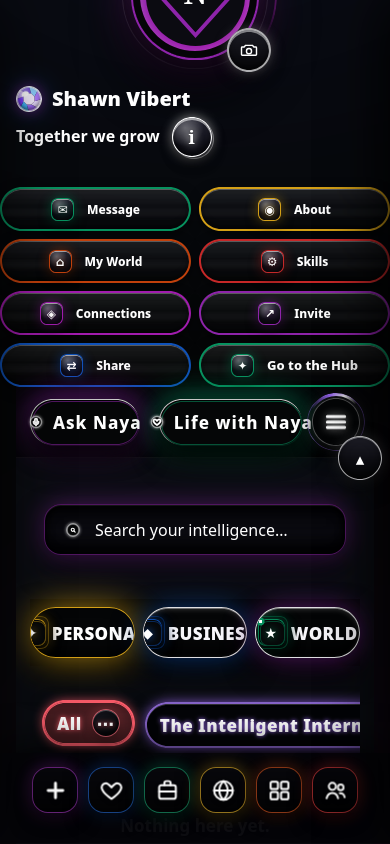 N
Shawn Vibert
Together we grow i
Message About
My World Skills
Connections Invite
Share Go to the Hub
Ask Naya Life with Naya
Search your intelligence...
PERSONA BUSINES WORLD
All ... The Intelligent Intern
Nothing here yet.